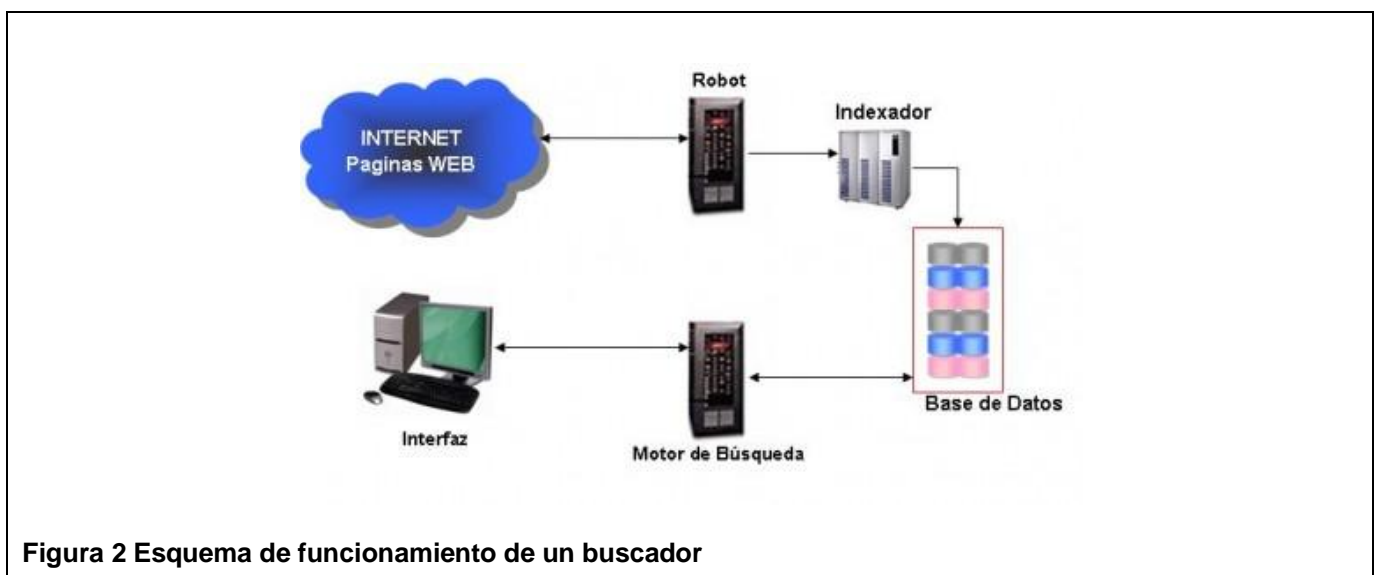 Robot
Indexador
INTERNET
Paginas WEB
Base de Datos
Interfaz
Motor de Búsqueda
Figura 2 Esquema de funcionamiento de un buscador